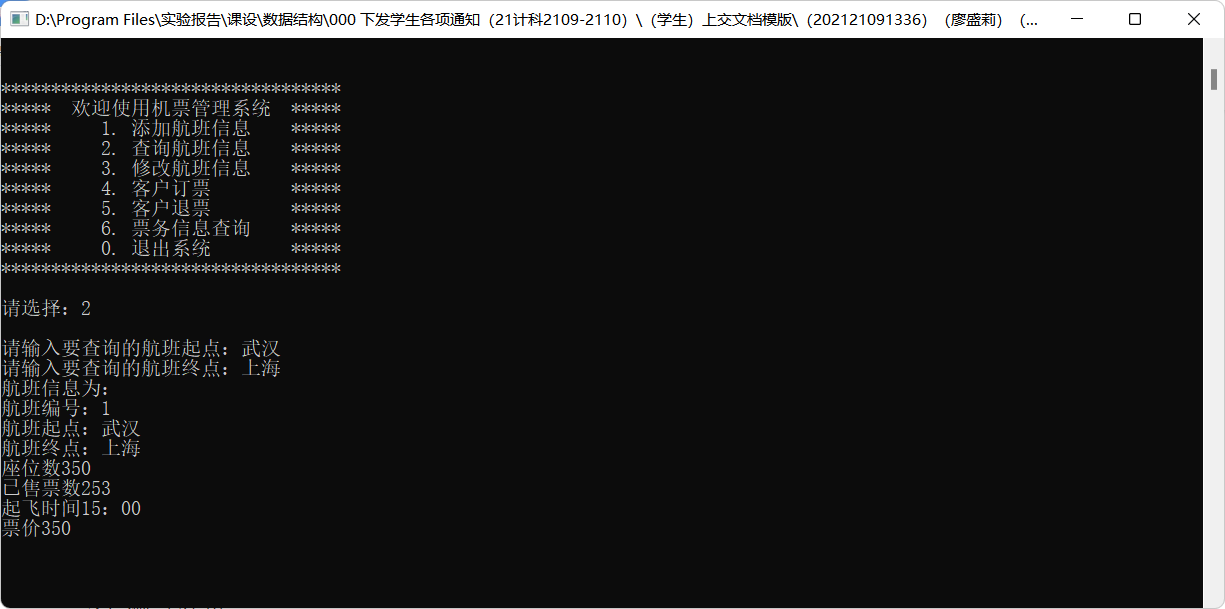 D:\Program Files\实验报告\课设\数据结构\000 下发学生各项通知（21计科2109-2110）\（学生）上交文档模版\（202121091336）（廖盛莉）（...
**********************************
***** 欢迎使用机票管理系统 *****
***** 1. 添加航班信息 *****
***** 2. 查询航班信息 *****
***** 3. 修改航班信息 *****
***** 4. 客户订票 *****
***** 5. 客户退票 *****
***** 6. 票务信息查询 *****
***** 0. 退出系统 *****
**********************************
请选择：2
请输入要查询的航班起点：武汉
请输入要查询的航班终点：上海
航班信息为：
航班编号：1
航班起点：武汉
航班终点：上海
座位数350
已售票数253
起飞时间15：00
票价350